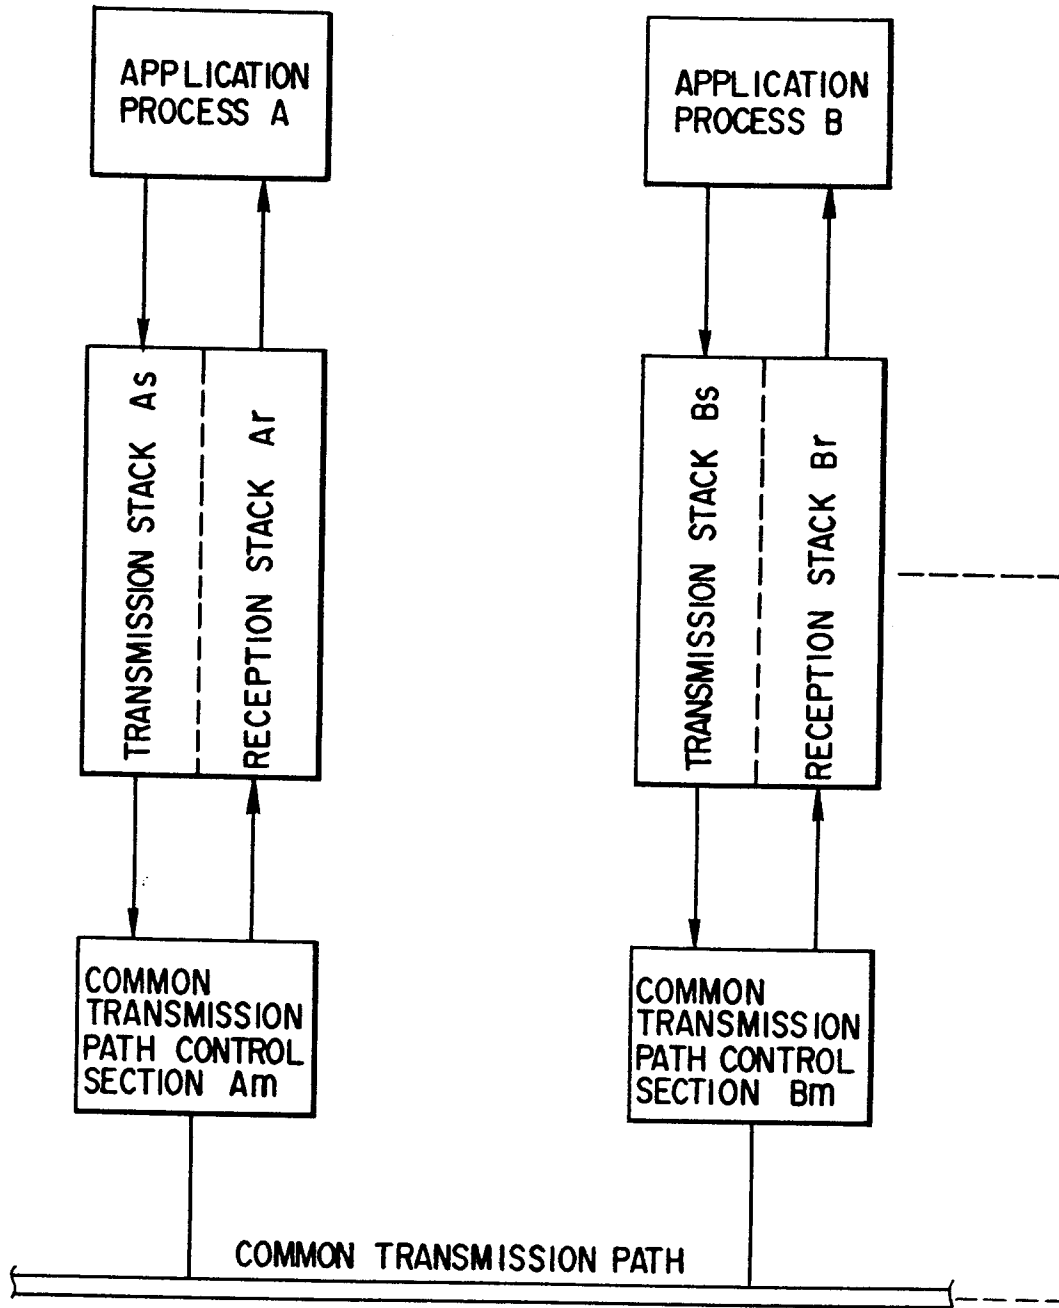 APPLICATION
PROCESS A
APPLICATION
PROCESS B
TRANSMISSION STACK As
RECEPTION STACK Ar
TRANSMISSION STACK Bs
RECEPTION STACK Br
COMMON
TRANSMISSION
PATH CONTROL
SECTION Am
COMMON
TRANSMISSION
PATH CONTROL
SECTION Bm
COMMON TRANSMISSION PATH